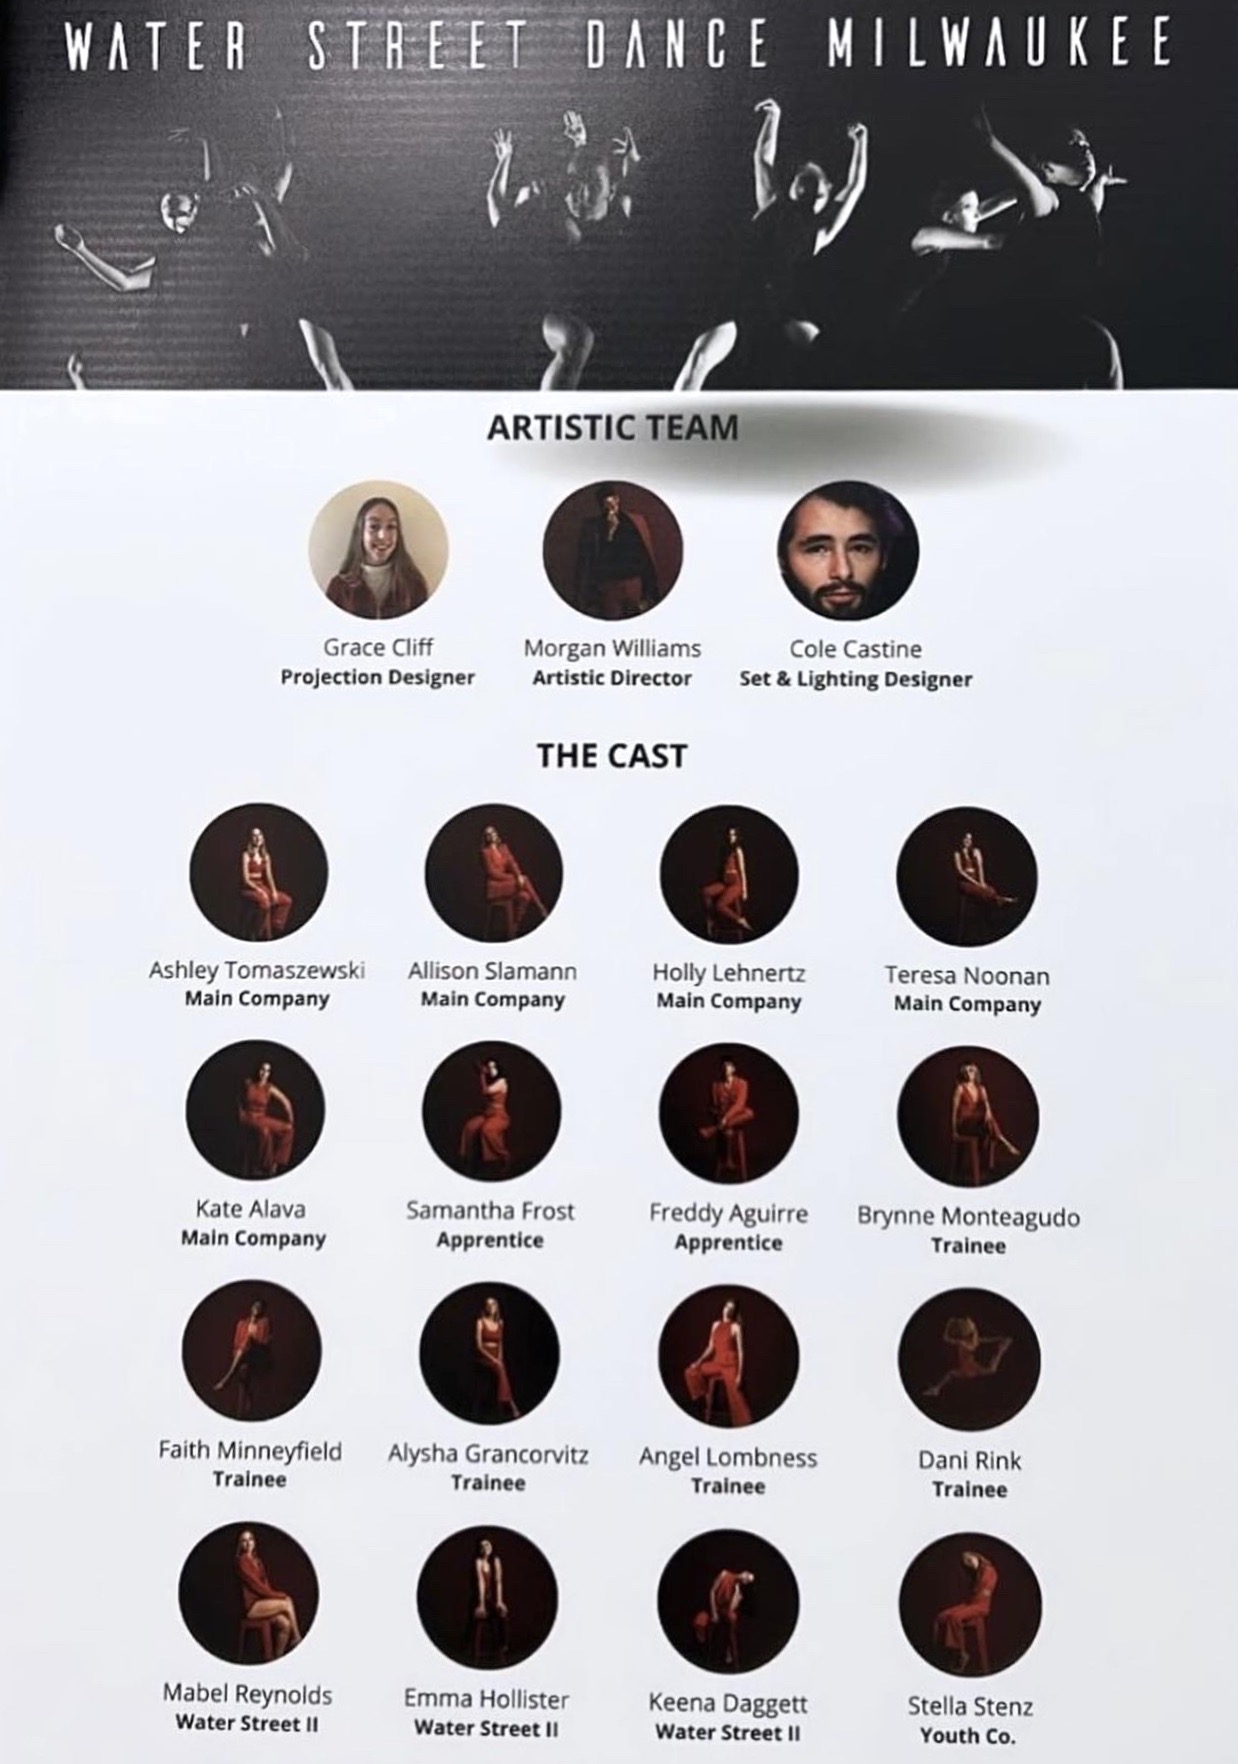 WATER STREET DANCE MILWAUKEE
ARTISTIC TEAM
Grace Cliff
Projection Designer
Morgan Williams
Artistic Director
Cole Castine
Set & Lighting Designer
THE CAST
Ashley Tomaszewski
Main Company
Allison Slamann
Main Company
Holly Lehnertz
Main Company
Teresa Noonan
Main Company
Kate Alava
Main Company
Samantha Frost
Apprentice
Freddy Aguirre
Apprentice
Brynne Monteagudo
Trainee
Faith Minneyfield
Trainee
Alysha Grancorvitz
Trainee
Angel Lombness
Trainee
Dani Rink
Trainee
Mabel Reynolds
Water Street II
Emma Hollister
Water Street II
Keena Daggett
Water Street II
Stella Stenz
Youth Co.